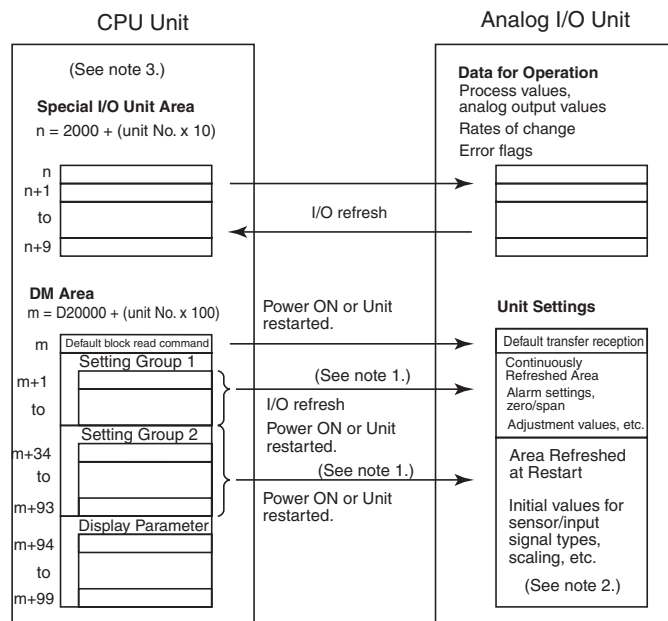 CPU Unit
Analog I/O Unit
(See note 3.)
Special I/O Unit Area
n = 2000 + (unit No. x 10)
n
n+1
to
n+9
Data for Operation
Process values,
analog output values
Rates of change
Error flags
I/O refresh
DM Area
m = D20000 + (unit No. x 100)
m
Default block read command
Setting Group 1
m+1
to
Setting Group 2
m+34
to
m+93
Display Parameter
m+94
to
m+99
Power ON or Unit
restarted.
(See note 1.)
I/O refresh
Power ON or Unit
restarted.
(See note 1.)
Power ON or Unit
restarted.
Unit Settings
Default transfer reception
Continuously
Refreshed Area
Alarm settings,
zero/span
Adjustment values, etc.
Area Refreshed
at Restart
Initial values for
sensor/input
signal types,
scaling, etc.
(See note 2.)